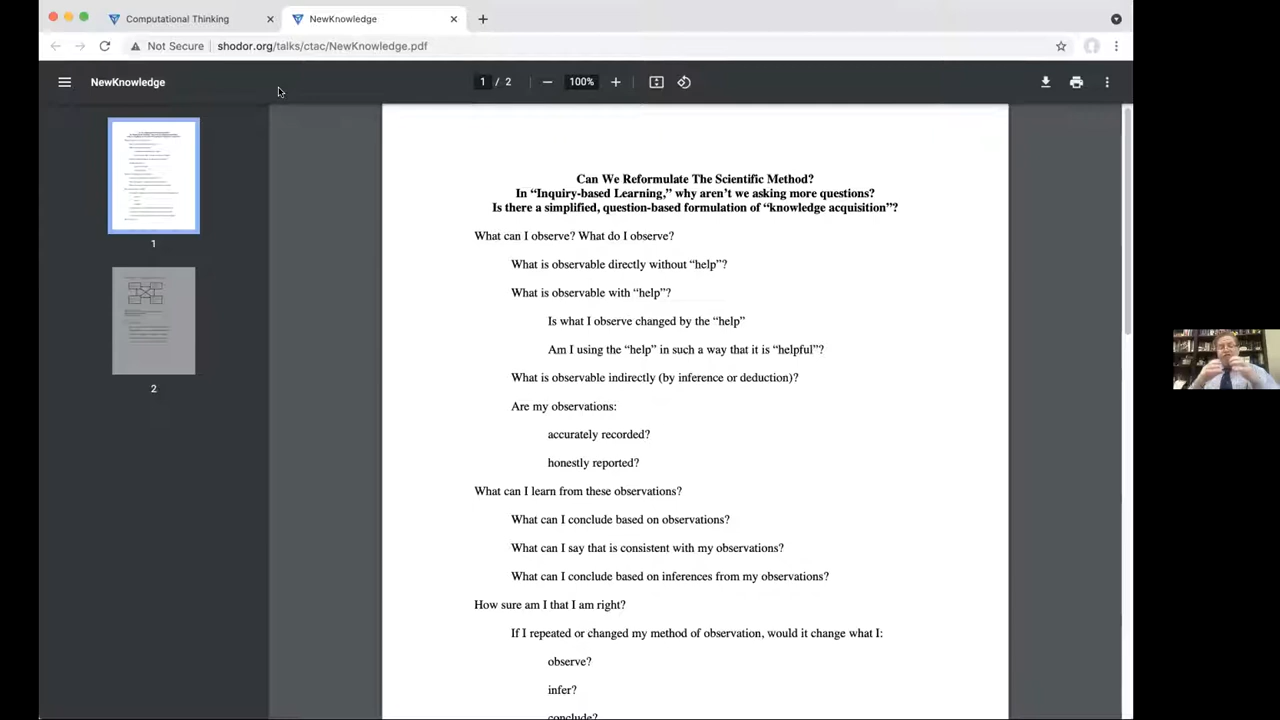 Computational Thinking
NewKnowledge
Not Secure
shodor.org/talks/ctac/NewKnowledge.pdf
NewKnowledge
1 / 2
100%
1
2
Can We Reformulate The Scientific Method?
In “Inquiry-based Learning,” why aren’t we asking more questions?
Is there a simplified, question-based formulation of “knowledge acquisition”?
What can I observe? What do I observe?
What is observable directly without “help”?
What is observable with “help”?
Is what I observe changed by the “help”
Am I using the “help” in such a way that it is “helpful”?
What is observable indirectly (by inference or deduction)?
Are my observations:
accurately recorded?
honestly reported?
What can I learn from these observations?
What can I conclude based on observations?
What can I say that is consistent with my observations?
What can I conclude based on inferences from my observations?
How sure am I that I am right?
If I repeated or changed my method of observation, would it change what I:
observe?
infer?
conclude?